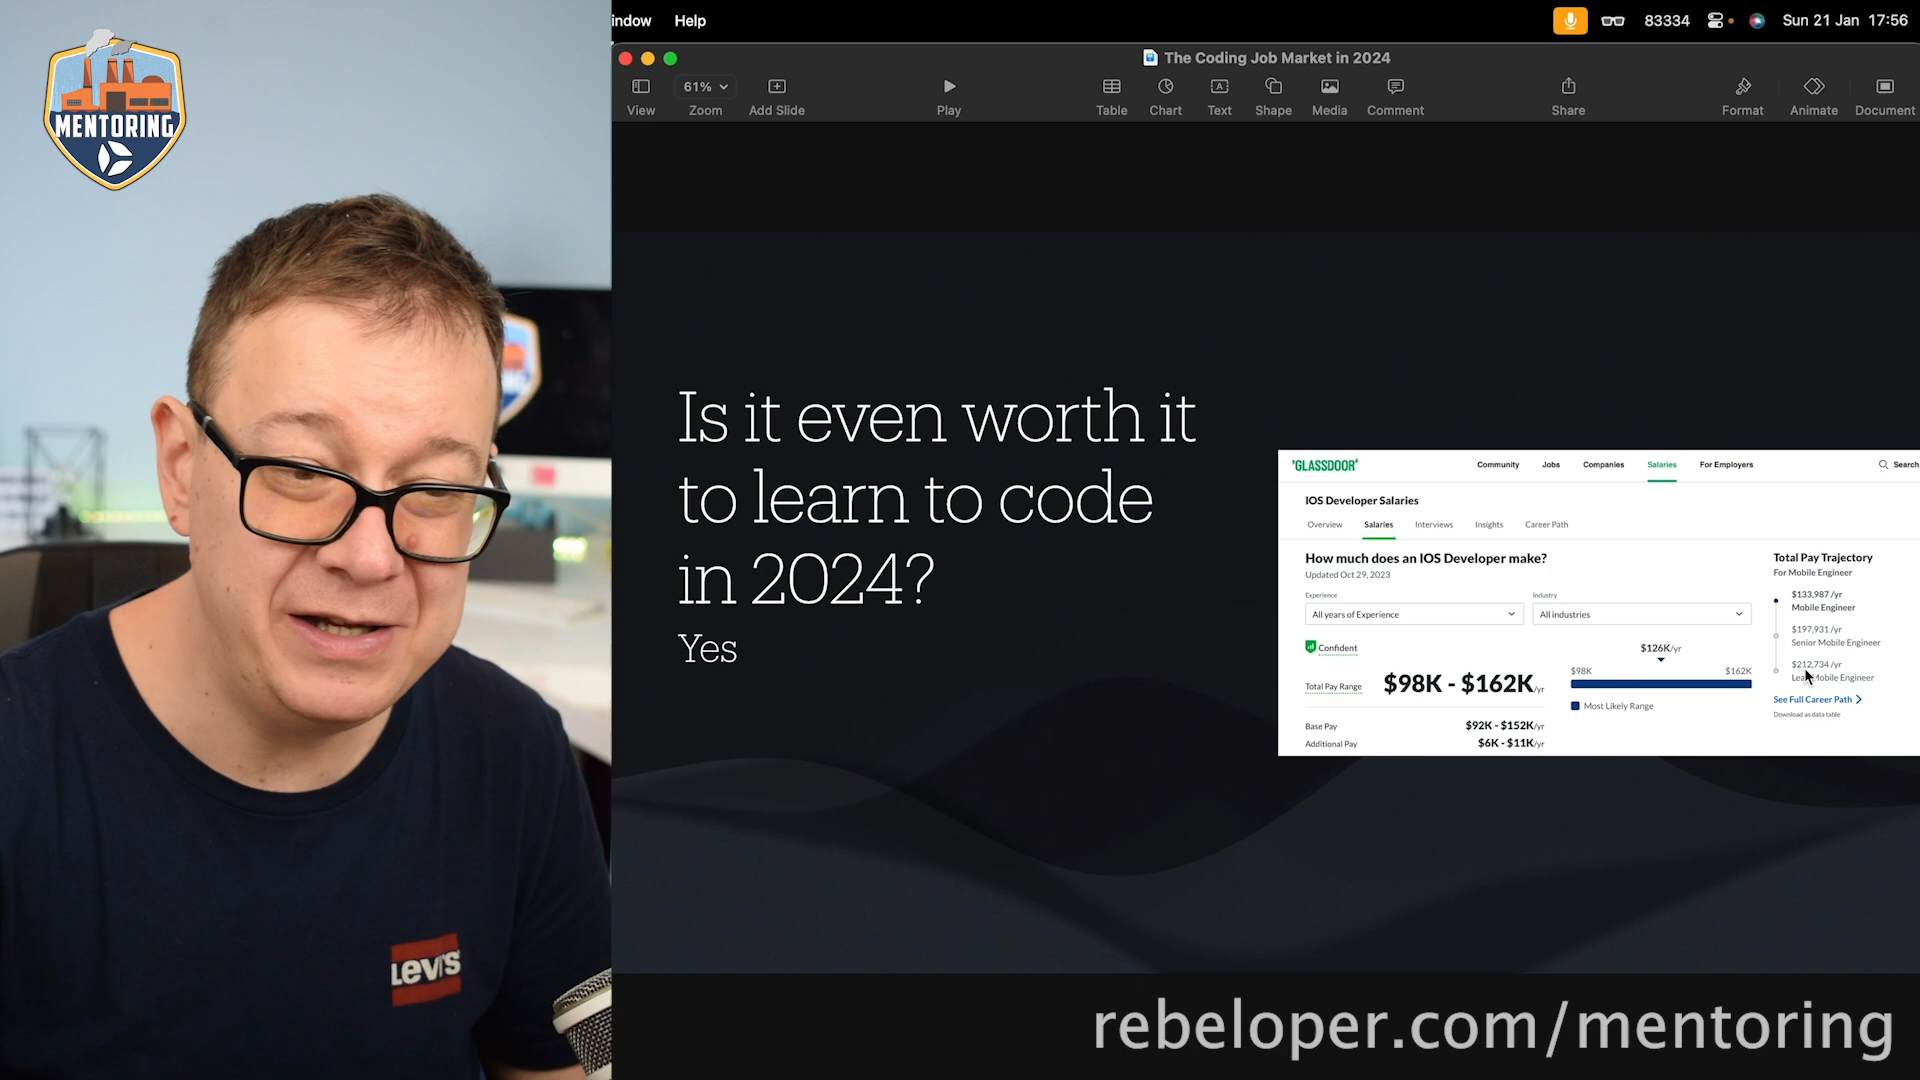 MENTORING
indow Help 83334 Sun 21 Jan 17:56
The Coding Job Market in 2024
61%
View Zoom Add Slide Play Table Chart Text Shape Media Comment Share Format Animate Document
Is it even worth it
to learn to code
in 2024?
Yes
GLASSDOOR Community Jobs Companies Salaries For Employers Search
IOS Developer Salaries
Overview Salaries Interviews Insights Career Path
How much does an IOS Developer make?
Updated Oct 29, 2023
Experience Industry
All years of Experience All industries
Confident
Total Pay Range $98K - $162K/yr
Base Pay $92K - $152K/yr
Additional Pay $6K - $11K/yr
$126K/yr
$98K $162K
Most Likely Range
Total Pay Trajectory
For Mobile Engineer
$133,987 /yr
Mobile Engineer
$197,931 /yr
Senior Mobile Engineer
$212,734 /yr
Mobile Engineer
See Full Career Path
Download as data table
LEVI'S
rebeloper.com/mentoring